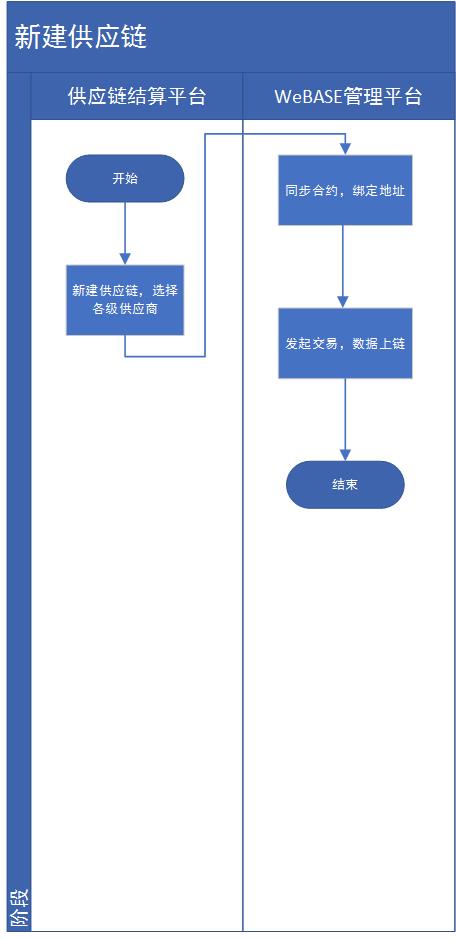 新建供应链
供应链结算平台
WeBASE管理平台
开始
新建供应链，选择
各级供应商
同步合约，绑定地址
发起交易，数据上链
结束
阶段